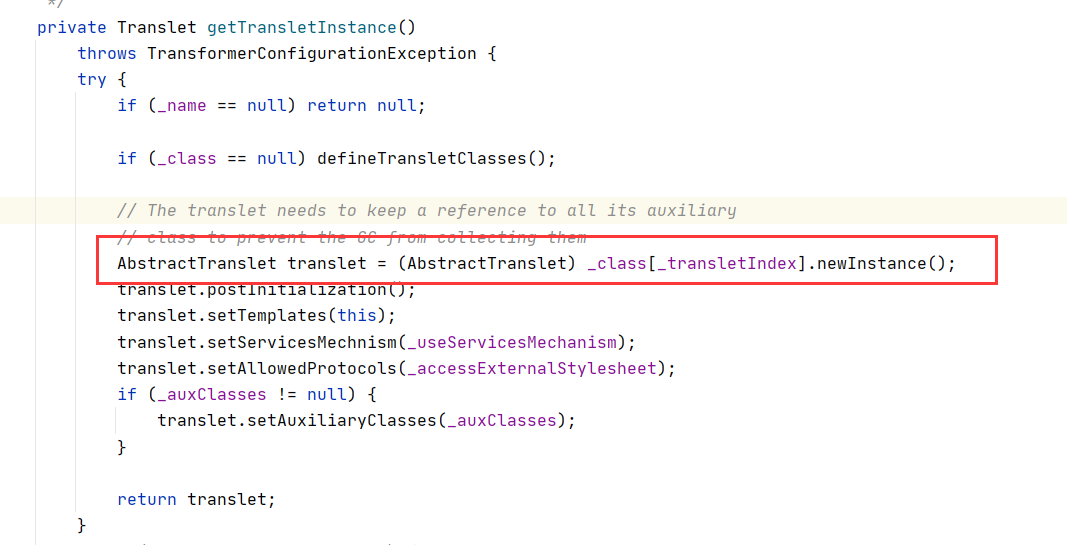 */
private Translet getTransletInstance()
throws TransformerConfigurationException {
try {
if (_name == null) return null;
if (_class == null) defineTransletClasses();
// The translet needs to keep a reference to all its auxiliary
// class to prevent the GC from collecting them
AbstractTranslet translet = (AbstractTranslet) _class[_transletIndex].newInstance();
translet.postInitialization();
translet.setTemplates(this);
translet.setServicesMechnism(_useServicesMechanism);
translet.setAllowedProtocols(_accessExternalStylesheet);
if (_auxClasses != null) {
translet.setAuxiliaryClasses(_auxClasses);
}
return translet;
}